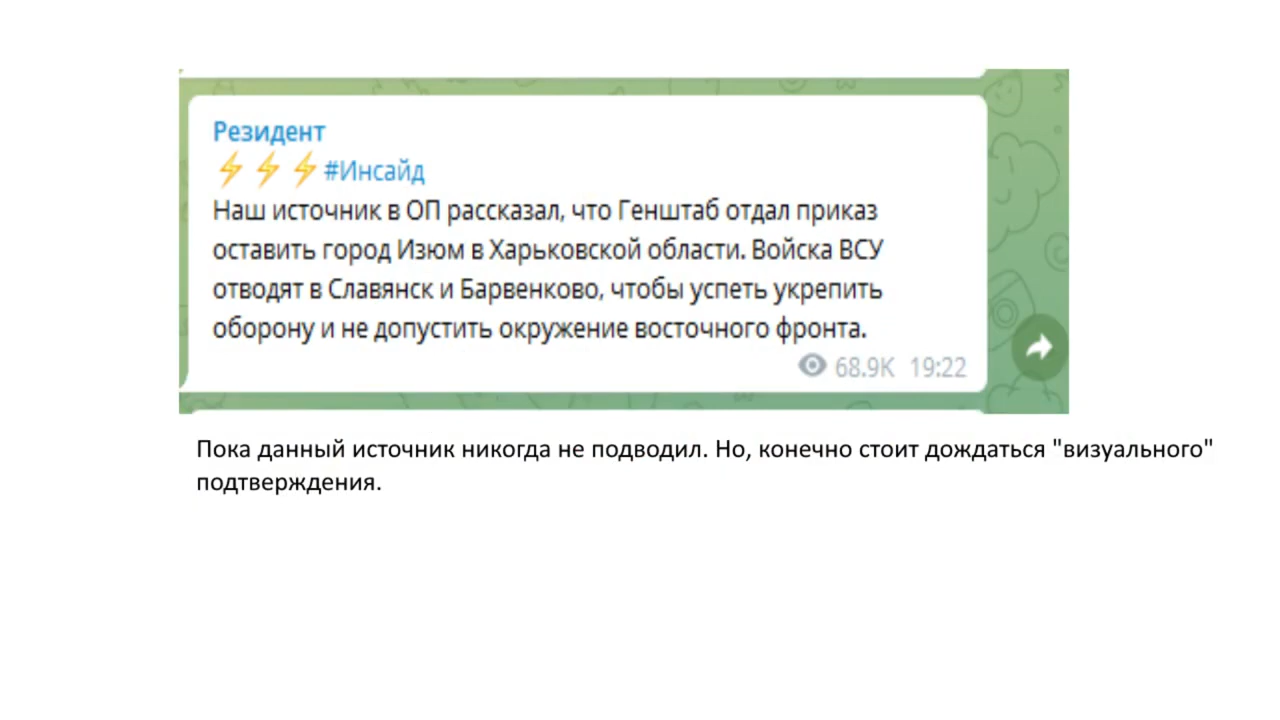 Резидент
⚡⚡⚡#Инсайд
Наш источник в ОП рассказал, что Генштаб отдал приказ
оставить город Изюм в Харьковской области. Войска ВСУ
отводят в Славянск и Барвенково, чтобы успеть укрепить
оборону и не допустить окружение восточного фронта.
68.9K 19:22
Пока данный источник никогда не подводил. Но, конечно стоит дождаться "визуального"
подтверждения.